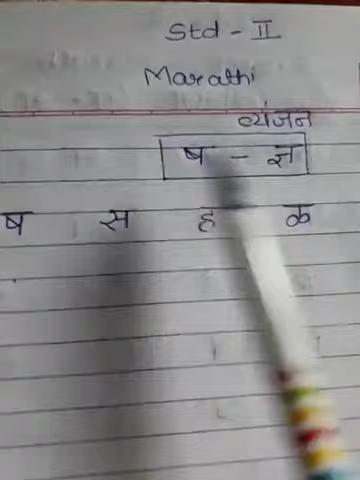 Std - II
Marathi
व्यंजन
ष - ज्ञ
ष स ह ळ